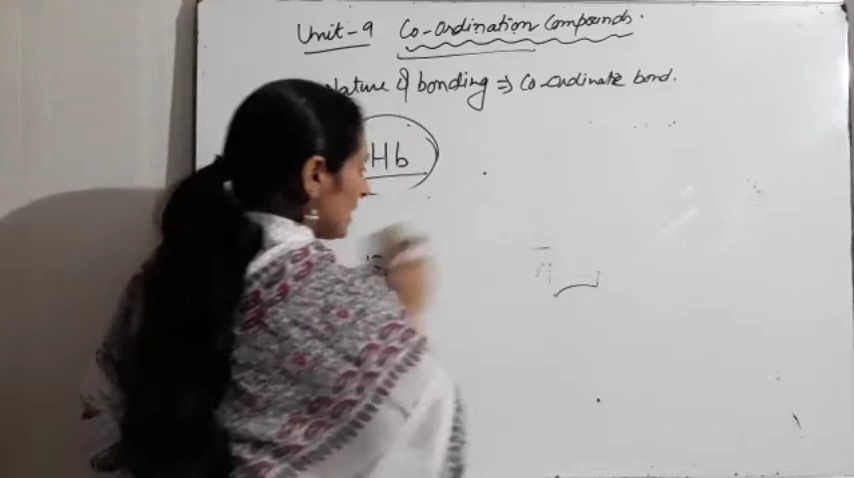 Unit-9 Co-ordination Compounds.
Nature & bonding ⇒ Co-ordinate bond.
Hb